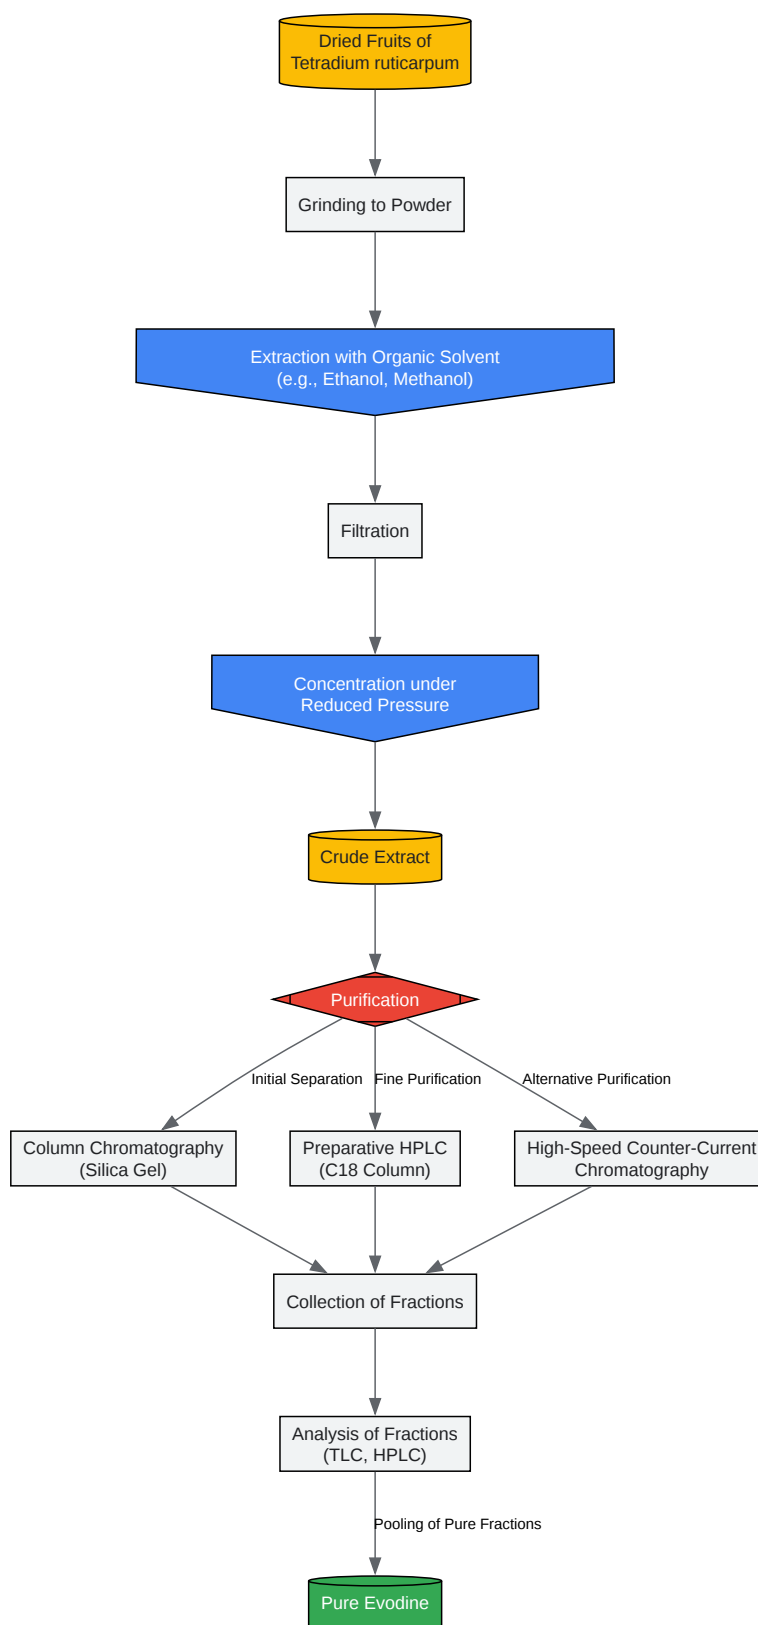 Dried Fruits of
Tetradium ruticarpum
Grinding to Powder
Extraction with Organic Solvent
(e.g., Ethanol, Methanol)
Filtration
Concentration under
Reduced Pressure
Crude Extract
Purification
Initial Separation
Fine Purification
Alternative Purification
Column Chromatography
(Silica Gel)
Preparative HPLC
(C18 Column)
High-Speed Counter-Current
Chromatography
Collection of Fractions
Analysis of Fractions
(TLC, HPLC)
Pooling of Pure Fractions
Pure Evodine